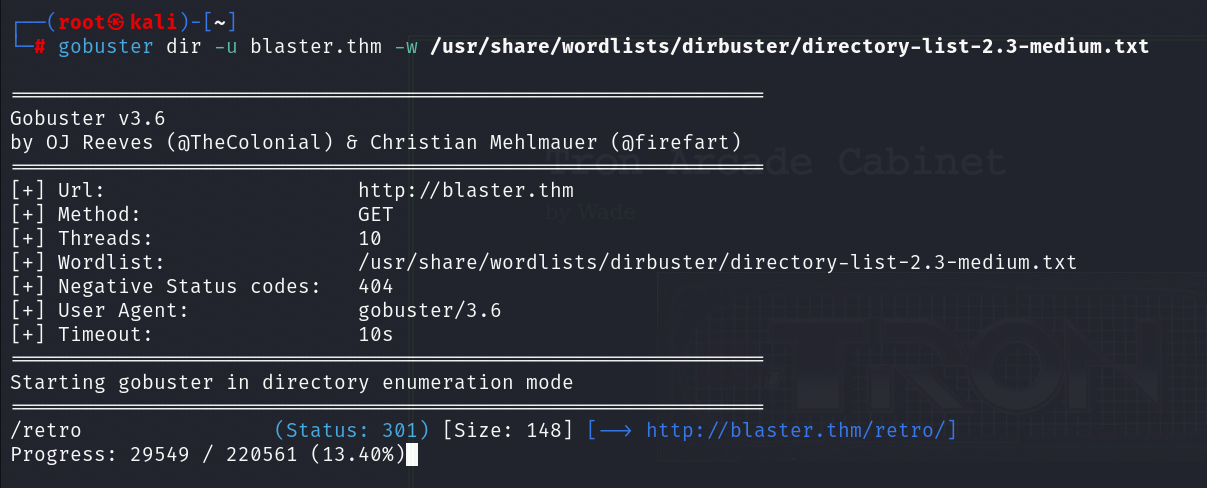 ┌──(root㉿kali)-[~]
└─# gobuster dir -u blaster.thm -w /usr/share/wordlists/dirbuster/directory-list-2.3-medium.txt
===============================================================
Gobuster v3.6
by OJ Reeves (@TheColonial) & Christian Mehlmauer (@firefart)
===============================================================
Tron Arcade Cabinet
[+] Url:                     http://blaster.thm
[+] Method:                  GET
by Wade
[+] Threads:                 10
[+] Wordlist:                /usr/share/wordlists/dirbuster/directory-list-2.3-medium.txt
[+] Negative Status codes:   404
[+] User Agent:              gobuster/3.6
[+] Timeout:                 10s
TRON
===============================================================
Starting gobuster in directory enumeration mode
===============================================================
/retro                (Status: 301) [Size: 148] [--> http://blaster.thm/retro/]
Progress: 29549 / 220561 (13.40%)